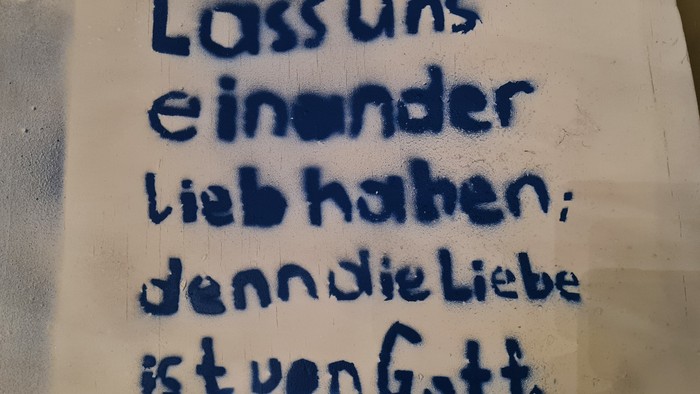 Lass uns
einander
lieb haben;
denn die Liebe
ist von Gott.